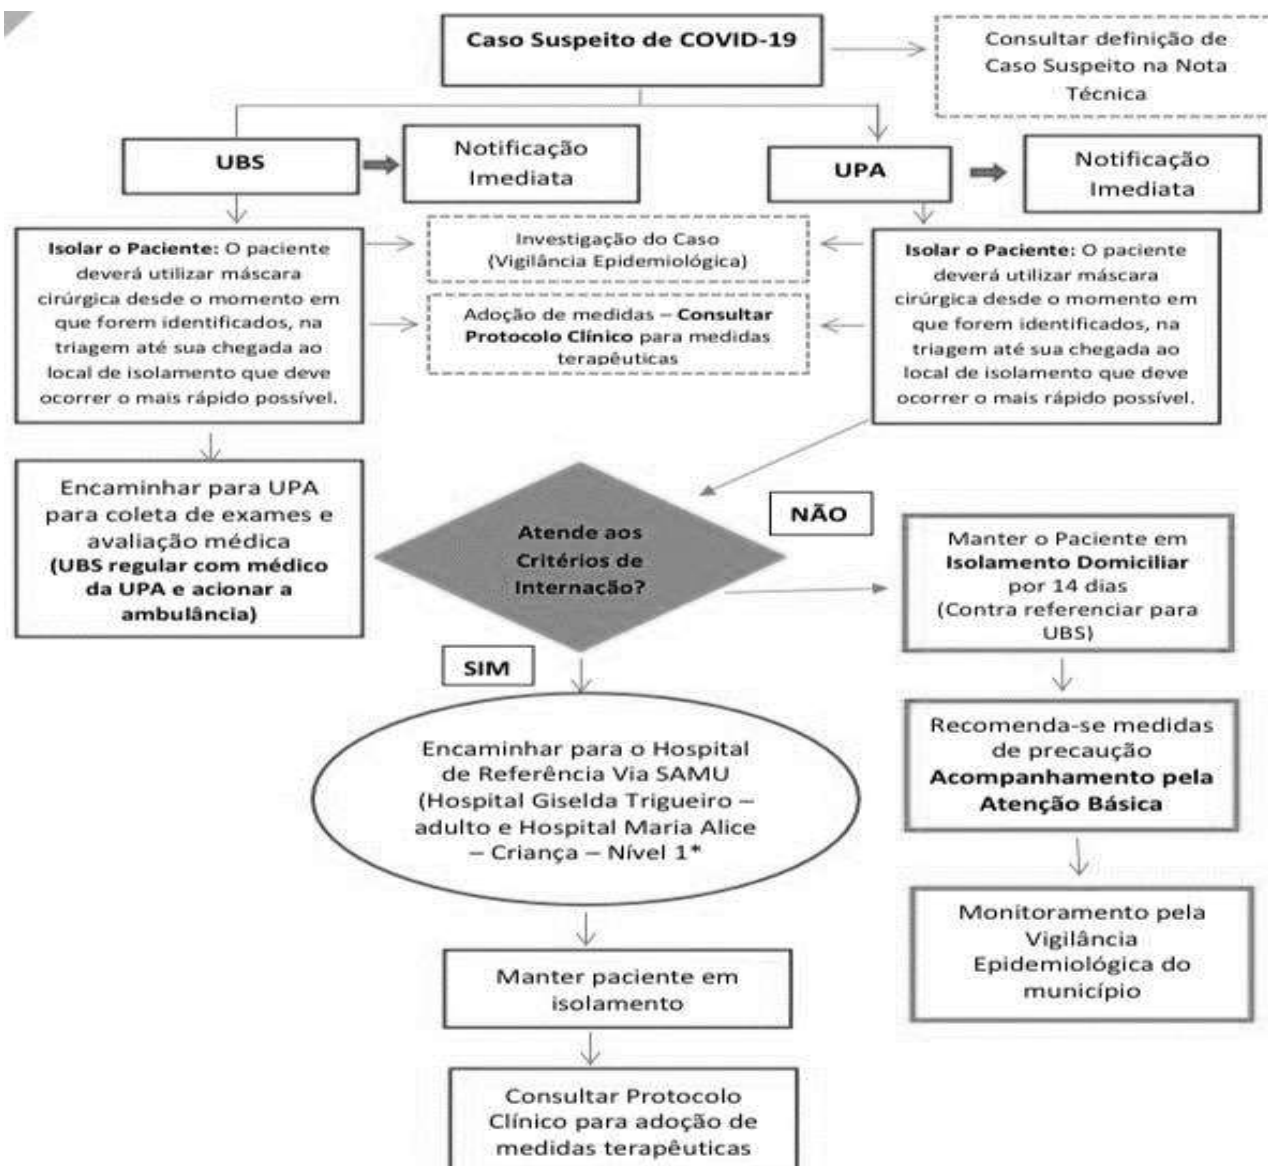 Caso Suspeito de COVID-19
Consultar definição de
Caso Suspeito na Nota
Técnica
UBS
Notificação
Imediata
UPA
Notificação
Imediata
Isolar o Paciente: O paciente
deverá utilizar máscara
cirúrgica desde o momento em
que forem identificados, na
triagem até sua chegada ao
local de isolamento que deve
ocorrer o mais rápido possível.
Investigação do Caso
(Vigilância Epidemiológica)
Adoção de medidas – Consultar
Protocolo Clínico para medidas
terapêuticas
Isolar o Paciente: O paciente
deverá utilizar máscara
cirúrgica desde o momento em
que forem identificados, na
triagem até sua chegada ao
local de isolamento que deve
ocorrer o mais rápido possível.
Encaminhar para UPA
para coleta de exames e
avaliação médica
(UBS regular com médico
da UPA e acionar a
ambulância)
Atende aos
Critérios de
Internação?
NÃO
Manter o Paciente em
Isolamento Domiciliar
por 14 dias
(Contra referenciar para
UBS)
SIM
Encaminhar para o Hospital
de Referência Via SAMU
(Hospital Giselda Trigueiro –
adulto e Hospital Maria Alice
– Criança – Nível 1*
Recomenda-se medidas
de precaução
Acompanhamento pela
Atenção Básica
Monitoramento pela
Vigilância
Epidemiológica do
município
Manter paciente em
isolamento
Consultar Protocolo
Clínico para adoção de
medidas terapêuticas